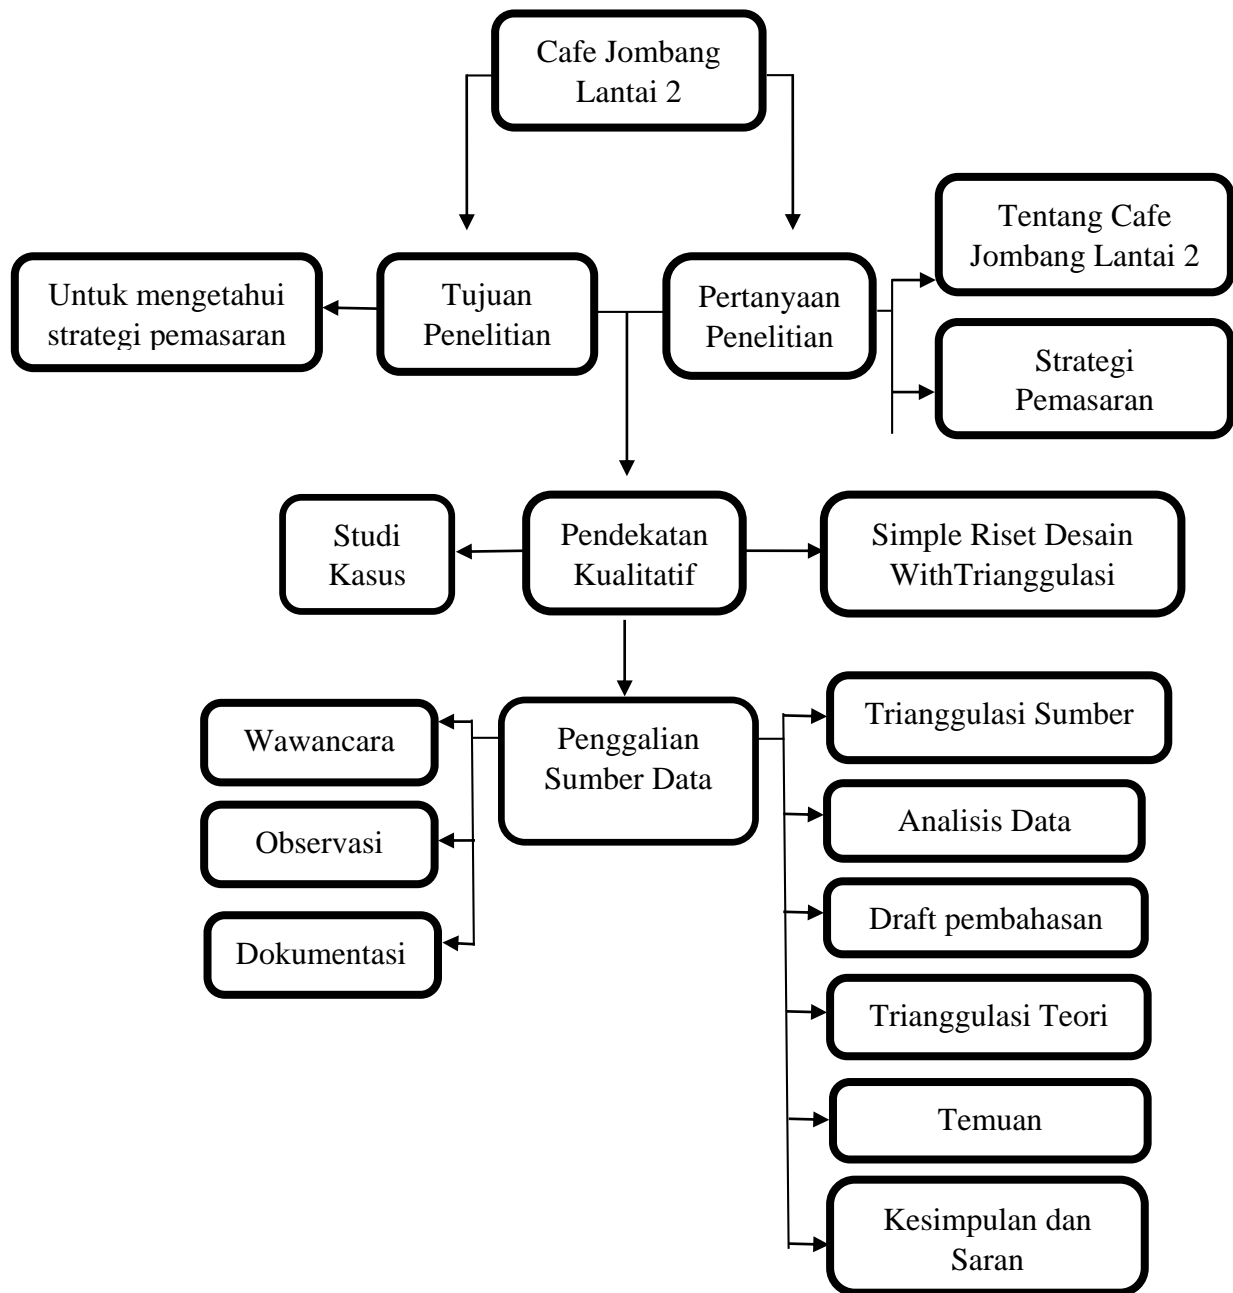 Cafe Jombang
Lantai 2
Tentang Cafe
Jombang Lantai 2
Untuk mengetahui
strategi pemasaran
Tujuan
Penelitian
Pertanyaan
Penelitian
Strategi
Pemasaran
Studi
Kasus
Pendekatan
Kualitatif
Simple Riset Desain
WithTrianggulasi
Wawancara
Observasi
Dokumentasi
Penggalian
Sumber Data
Trianggulasi Sumber
Analisis Data
Draft pembahasan
Trianggulasi Teori
Temuan
Kesimpulan dan
Saran